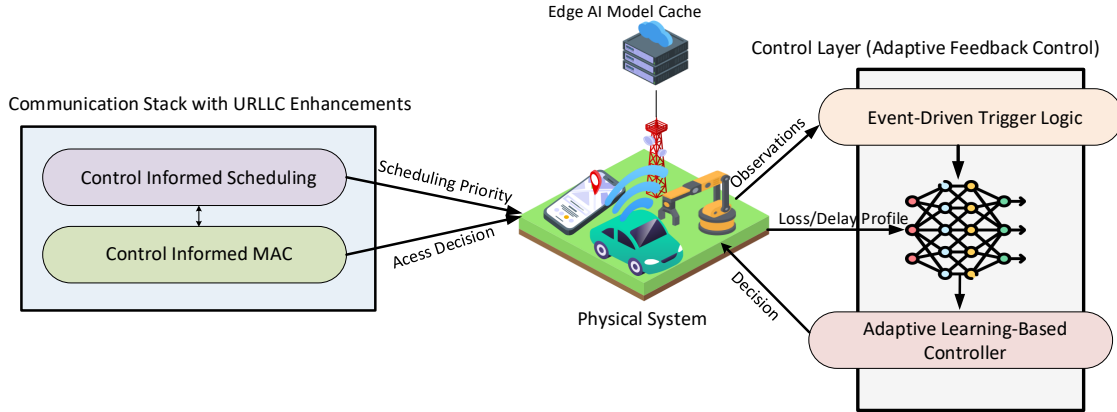 Edge AI Model Cache
Control Layer (Adaptive Feedback Control)
Communication Stack with URLLC Enhancements
Event-Driven Trigger Logic
Control Informed Scheduling
Scheduling Priority
Observations
Loss/Delay Profile
Control Informed MAC
Acess Decision
Decision
Physical System
Adaptive Learning-Based
Controller